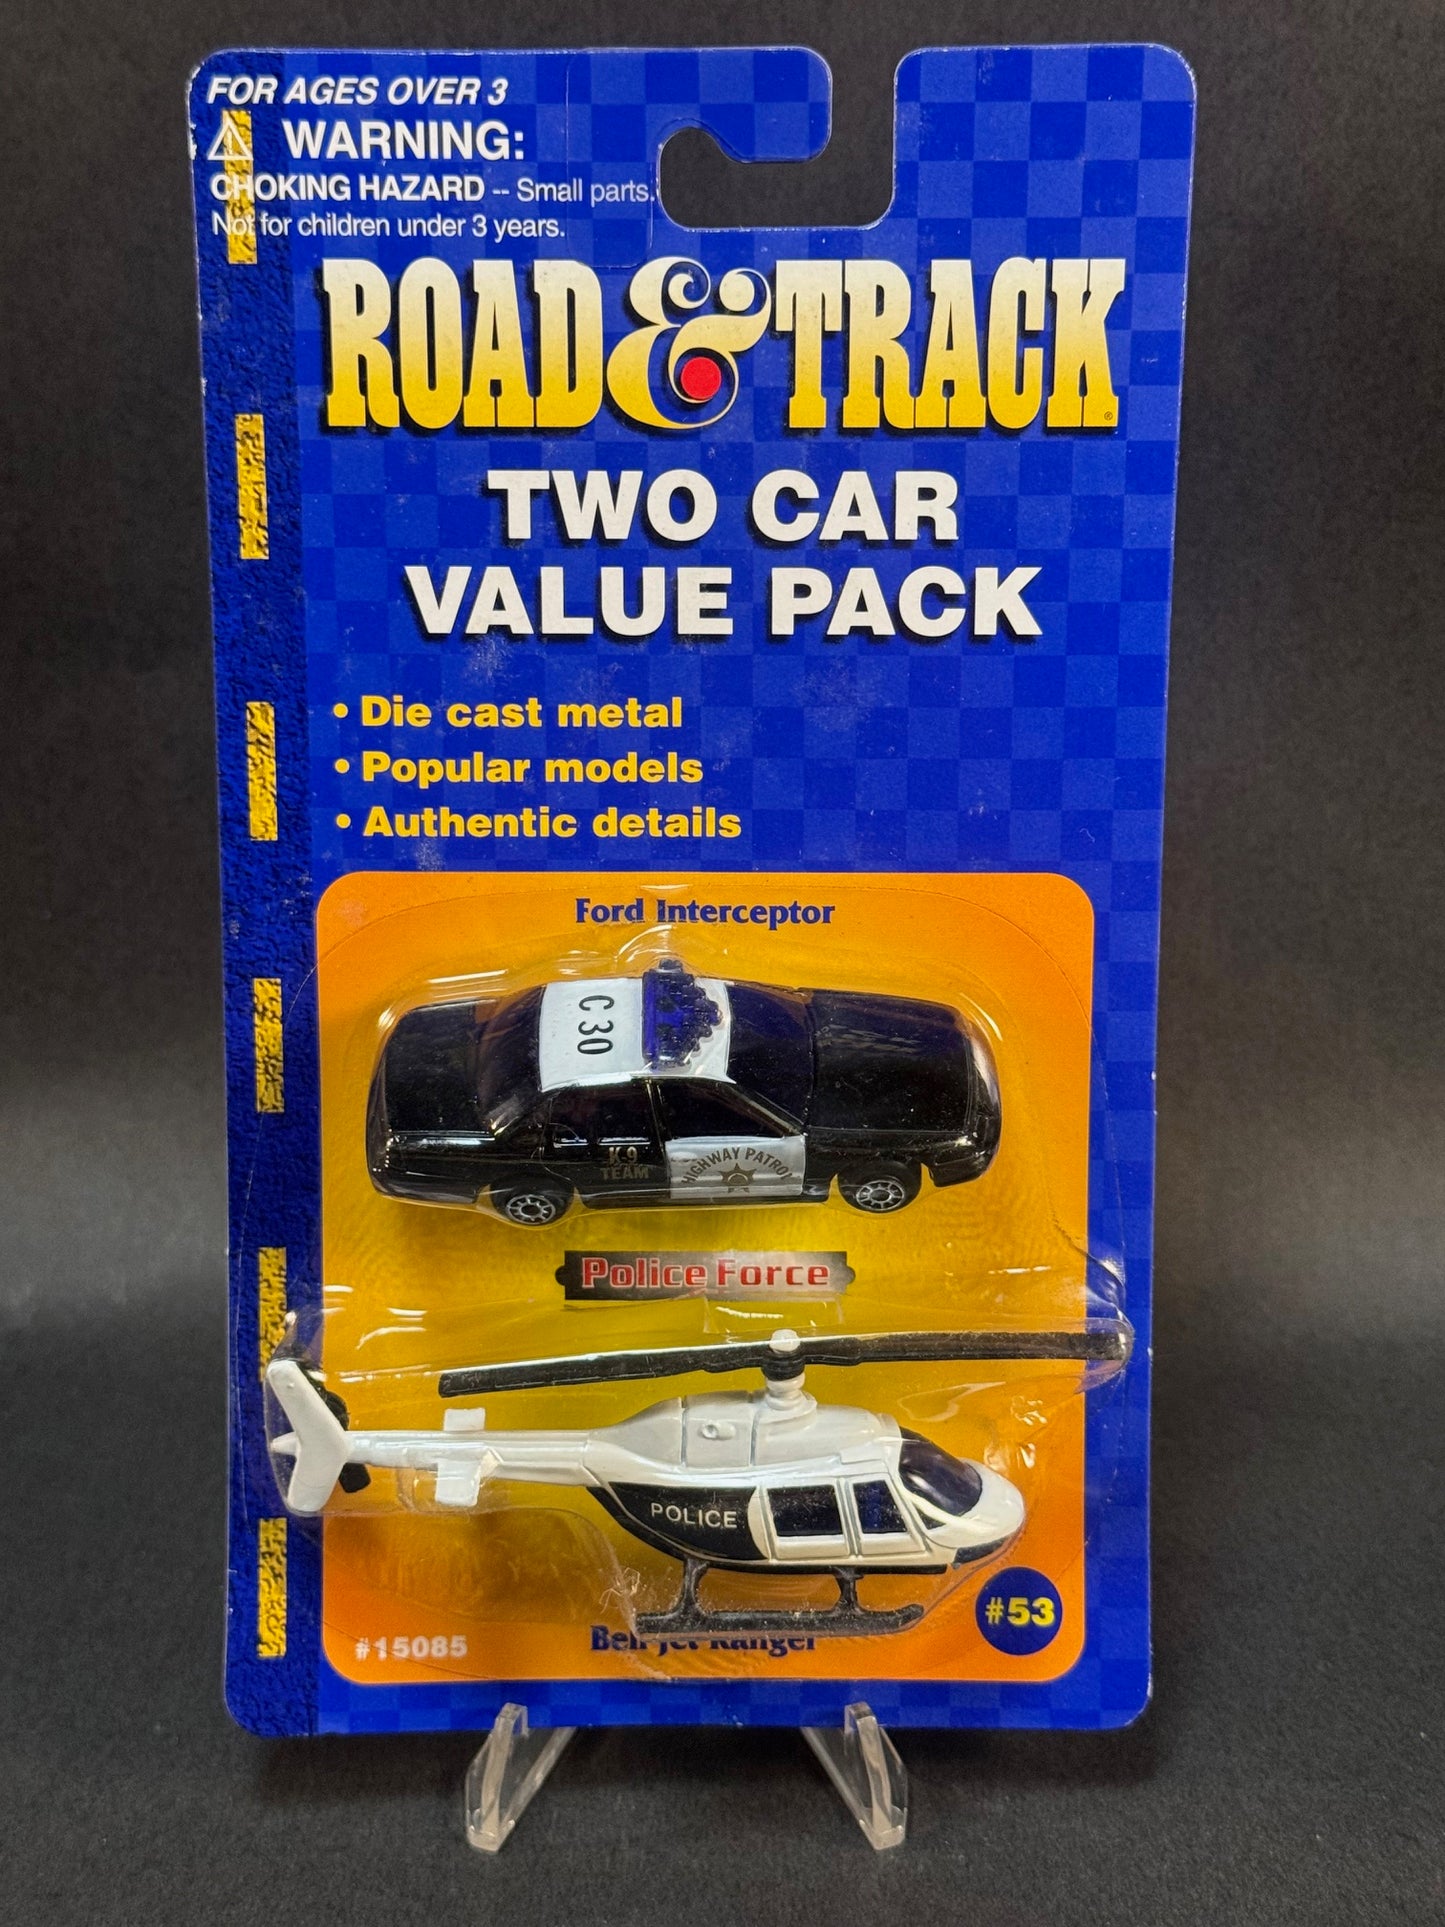 FOR AGES OVER 3
WARNING:
CHOKING HAZARD -- Small parts.
Not for children under 3 years.
ROAD & TRACK®
TWO CAR
VALUE PACK
• Die cast metal
• Popular models
• Authentic details
Ford Interceptor
C 30
K-9
TEAM
HIGHWAY PATROL
Police Force
POLICE
#53
Bell Jet Ranger
#15085